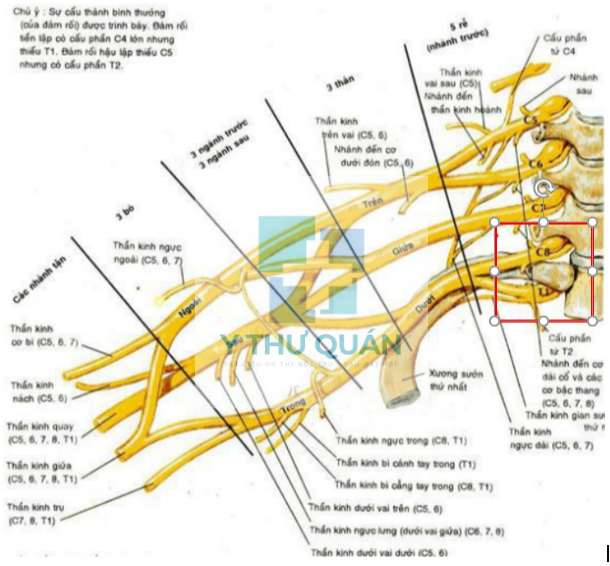 Chú ý : Sự cấu thành bình thường
(của đám rối) được trình bày. Đám rối
tiền lập có cấu phần C4 lớn nhưng
thiếu T1. Đám rối hậu lập thiếu C5
nhưng có cấu phần T2.
5 rễ
(nhánh trước)
Cấu phần
từ C4
3 thân
Thần kinh
vai sau (C5)
Nhánh đến
thần kinh hoành
Nhánh
sau
3 ngành trước
3 ngành sau
Thần kinh
trên vai (C5, 6)
Nhánh đến cơ
dưới đòn (C5, 6)
C5
C6
C7
C8
T1
3 bó
Trên
Giữa
Dưới
Thần kinh ngực
ngoài (C5, 6, 7)
Các nhánh tận
Ngoài
Sau
Trong
Y THƯ QUÁN
Thần kinh
cơ bì (C5, 6, 7)
Thần kinh
nách (C5, 6)
Thần kinh quay
(C5, 6, 7, 8, T1)
Thần kinh giữa
(C5, 6, 7, 8, T1)
Thần kinh trụ
(C7, 8, T1)
Xương sườn
thứ nhất
Cấu phần
từ T2
Nhánh đến cơ
dài cổ và các
cơ bậc thang
(C5, 6, 7, 8)
Thần kinh gian
Thần kinh
ngực dài (C5, 6, 7)
Thần kinh ngực trong (C8, T1)
Thần kinh bì cánh tay trong (T1)
Thần kinh bì cẳng tay trong (C8, T1)
Thần kinh dưới vai trên (C5, 6)
Thần kinh ngực lưng (dưới vai giữa) (C6, 7, 8)
Thần kinh dưới vai dưới (C5, 6)